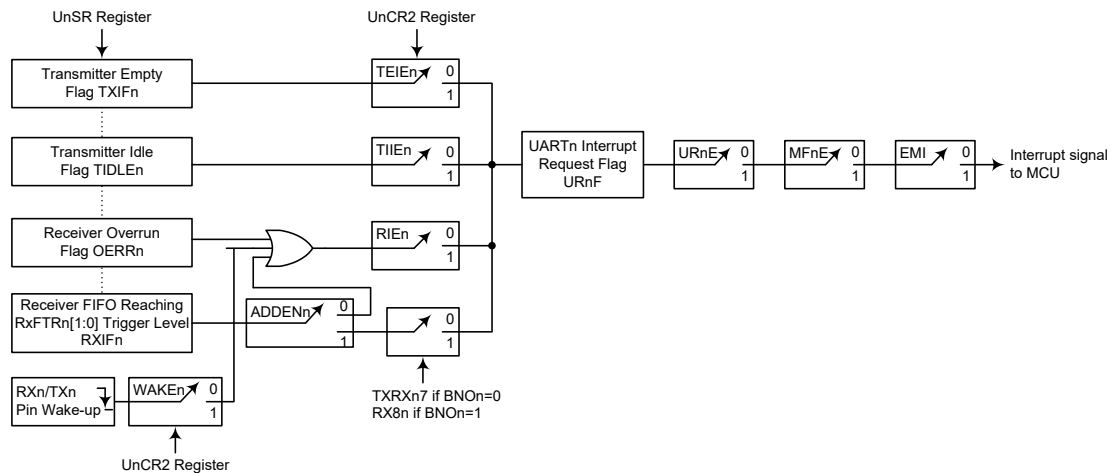 UnSR Register
UnCR2 Register
Transmitter Empty
Flag TXIFn
TEIEn
0
1
Transmitter Idle
Flag TIDLEn
TIIEn
0
1
UARTn Interrupt
Request Flag
URnF
URnE
0
1
MFnE
0
1
EMI
0
1
Interrupt signal
to MCU
Receiver Overrun
Flag OERRn
RIEn
0
1
Receiver FIFO Reaching
RxFTRn[1:0] Trigger Level
RXIFn
ADDENn
0
1
0
1
RXn/TXn
Pin Wake-up
WAKEn
0
1
TXRXn7 if BNOn=0
RX8n if BNOn=1
UnCR2 Register